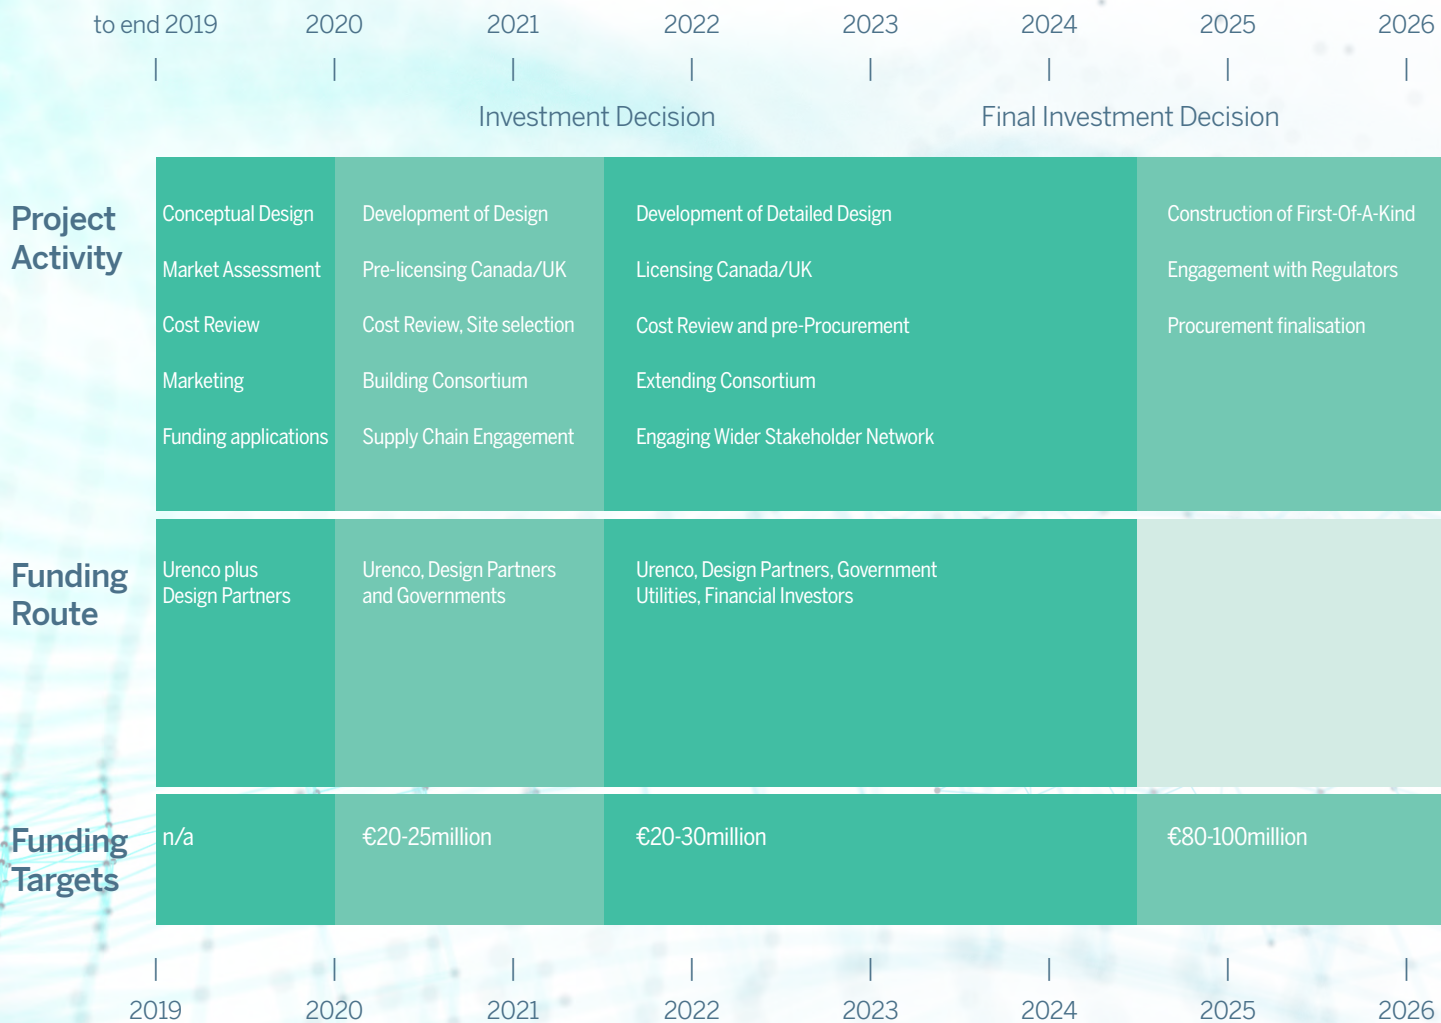 to end 2019 2020 2021 2022 2023 2024 2025 2026
Investment Decision Final Investment Decision
Project
Activity
Conceptual Design
Market Assessment
Cost Review
Marketing
Funding applications
Development of Design
Pre-licensing Canada/UK
Cost Review, Site selection
Building Consortium
Supply Chain Engagement
Development of Detailed Design
Licensing Canada/UK
Cost Review and pre-Procurement
Extending Consortium
Engaging Wider Stakeholder Network
Construction of First-Of-A-Kind
Engagement with Regulators
Procurement finalisation
Funding
Route
Urenco plus
Design Partners
Urenco, Design Partners
and Governments
Urenco, Design Partners, Government
Utilities, Financial Investors
Funding
Targets
n/a
€20-25million
€20-30million
€80-100million
2019 2020 2021 2022 2023 2024 2025 2026